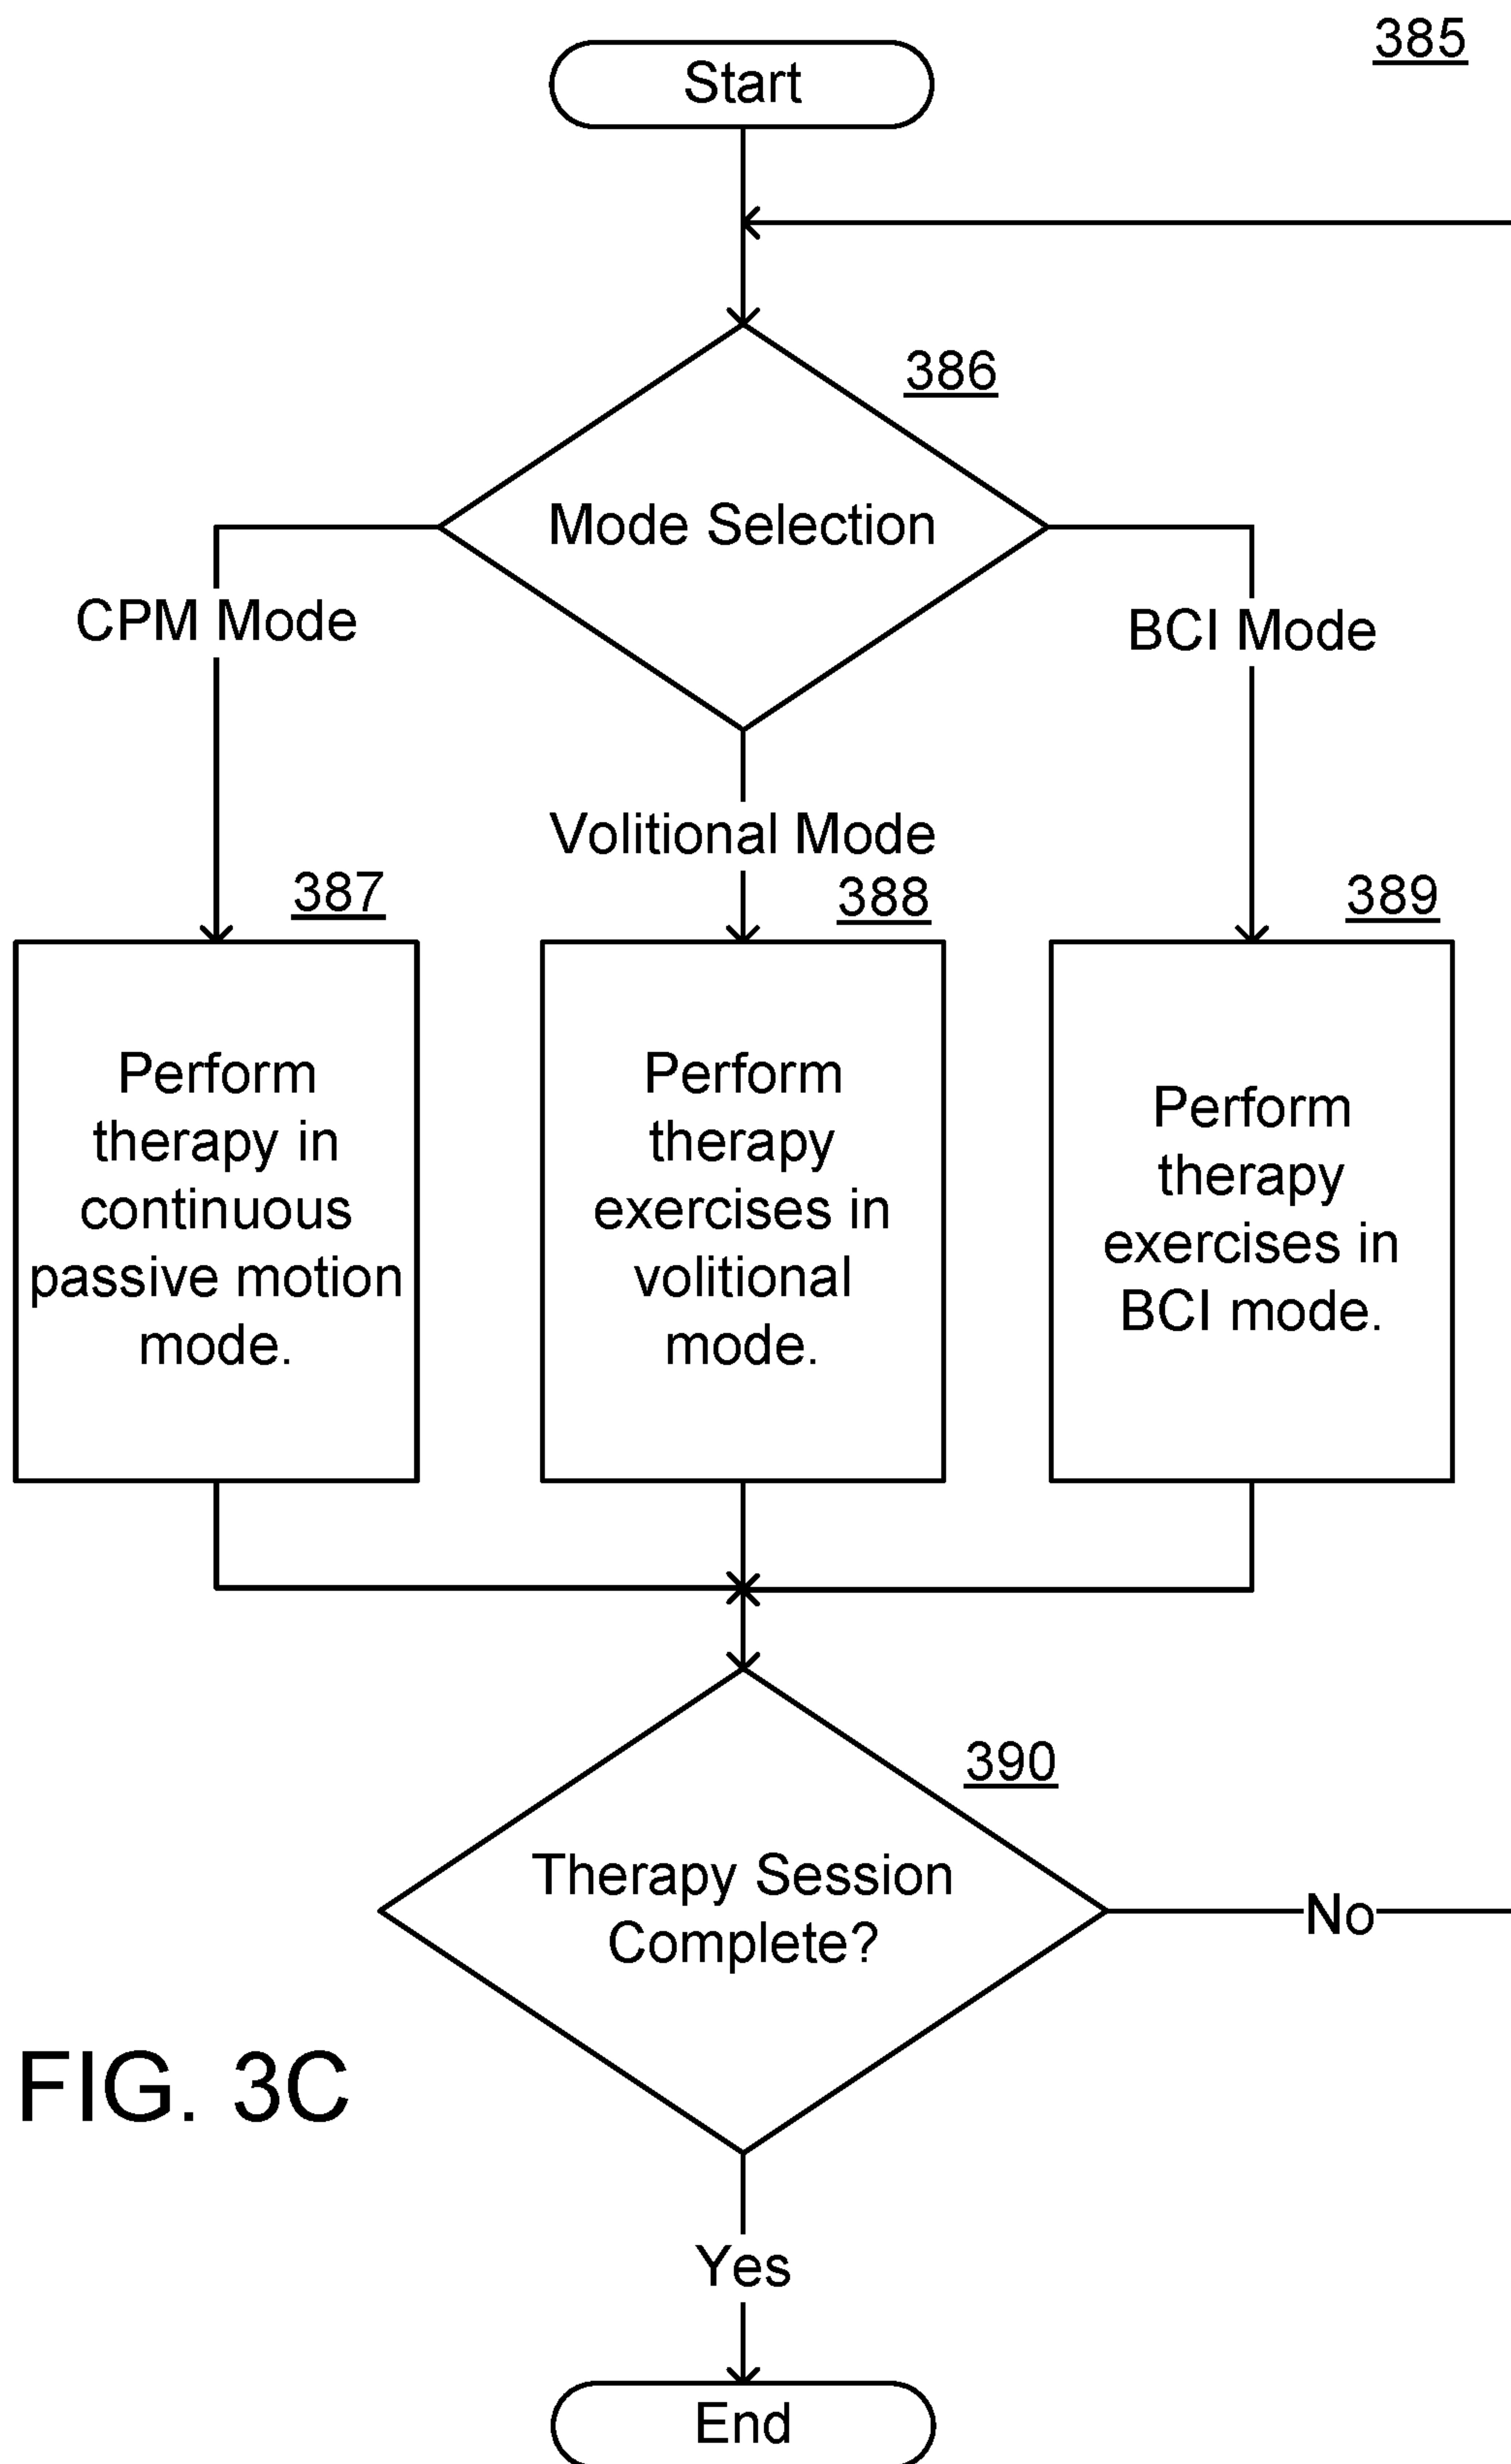 385
Start
386
Mode Selection
CPM Mode
BCI Mode
Volitional Mode
387
388
389
Perform
therapy in
continuous
passive motion
mode.
Perform
therapy
exercises in
volitional
mode.
Perform
therapy
exercises in
BCI mode.
390
Therapy Session
Complete?
No
FIG. 3C
Yes
End